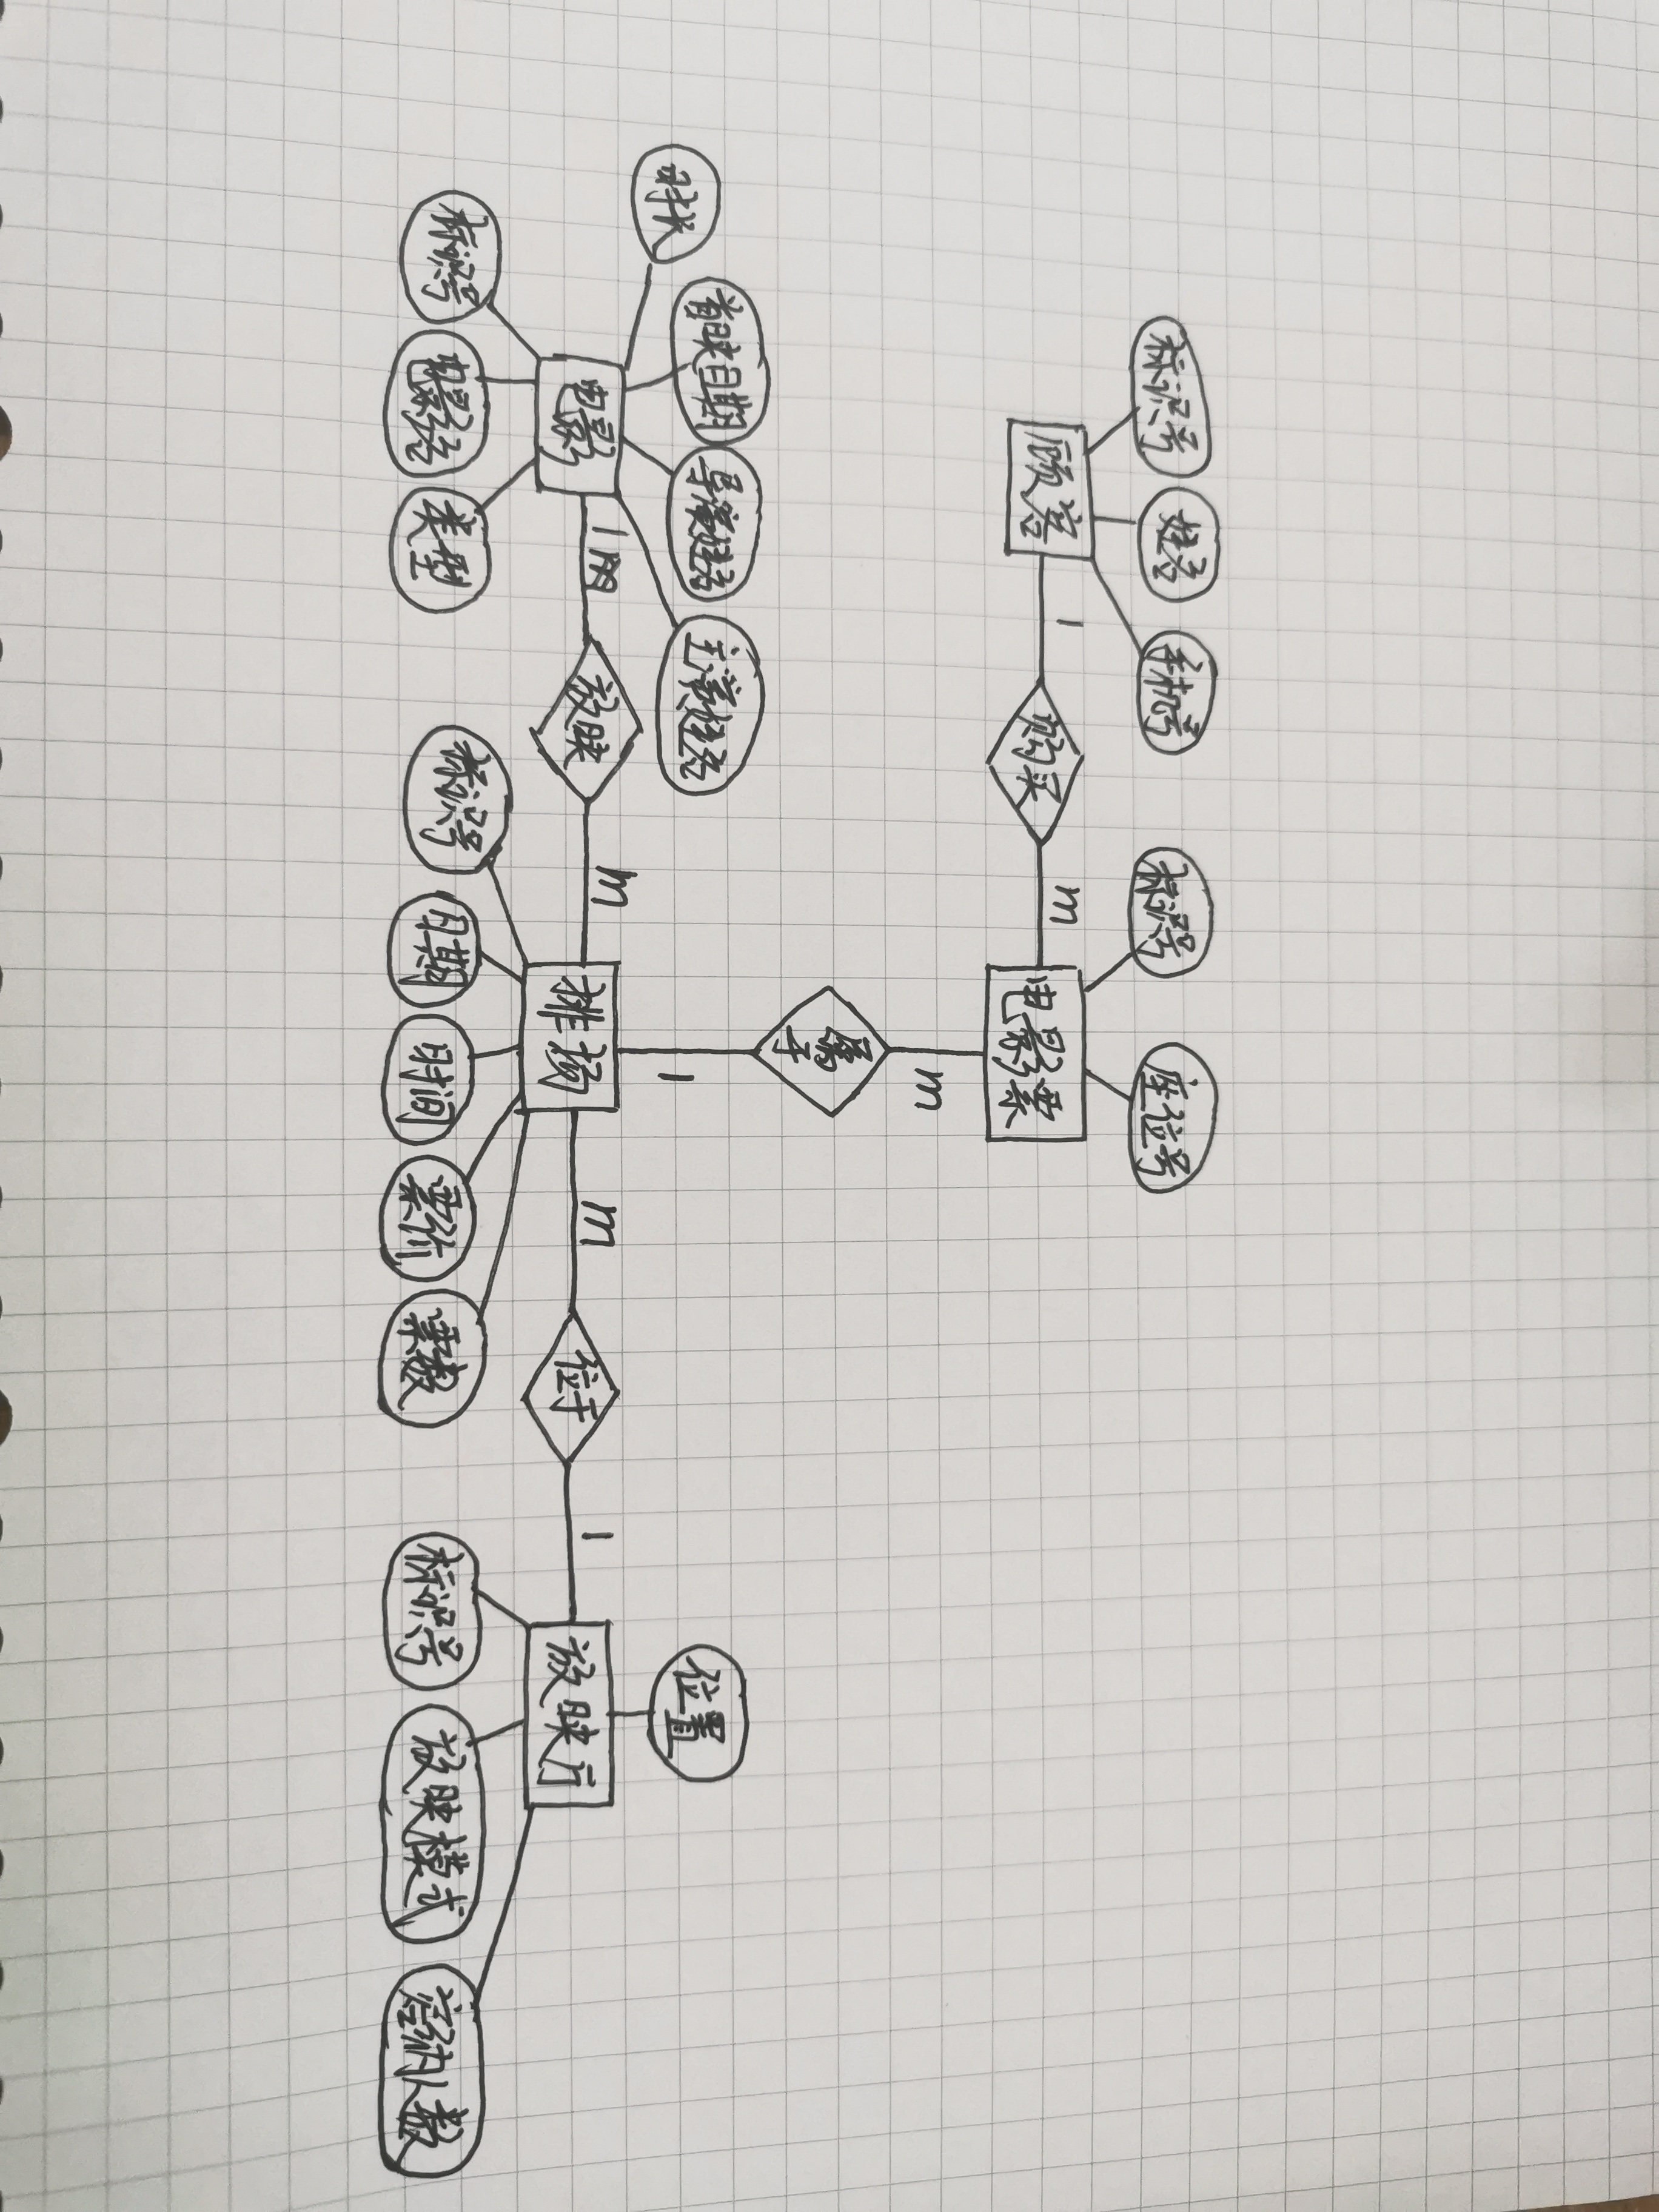 标识号 姓名 手机号 标识号 座位号
顾客 1 购买 m 电影票
m
属于
1
时长 首映日期 导演姓名 主演姓名 位置
电影 1 放映 m 排场 m 位于 1 放映厅
标识号 电影名 类型 标识号 日期 时间 票价 票数 标识号 放映模式 容纳人数